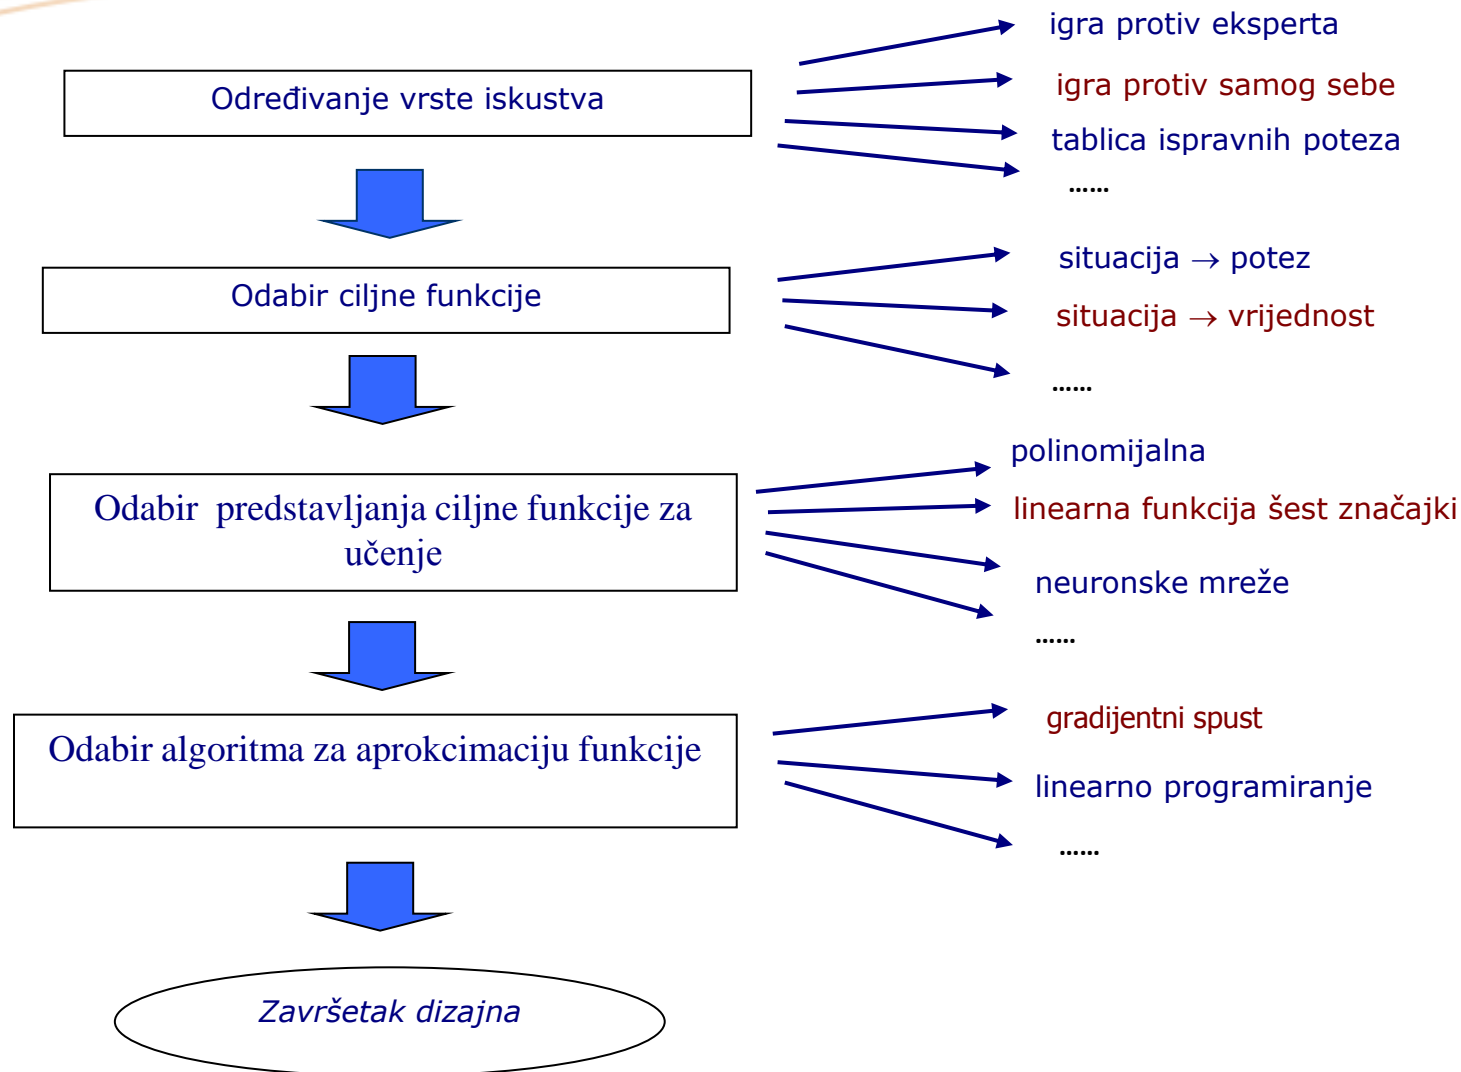 igra protiv eksperta
Određivanje vrste iskustva
igra protiv samog sebe
tablica ispravnih poteza
……
situacija → potez
Odabir ciljne funkcije
situacija → vrijednost
……
polinomijalna
Odabir predstavljanja ciljne funkcije za
učenje
linearna funkcija šest značajki
neuronske mreže
……
gradijentni spust
Odabir algoritma za aprokcimaciju funkcije
linearno programiranje
……
Završetak dizajna